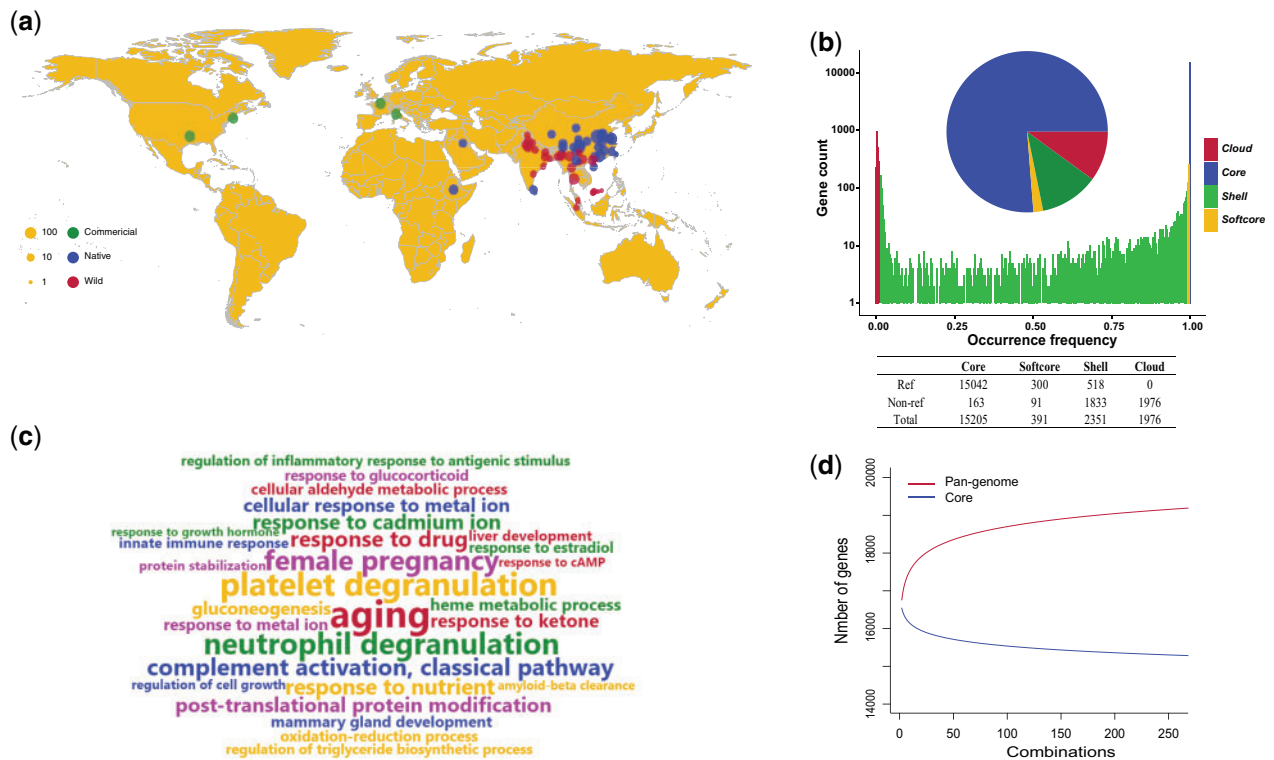 (a)
100 Commericial
10 Native
1 Wild
(b)
Gene count
10000
1000
100
10
1
0.00 0.25 0.50 0.75 1.00
Occurrence frequency
Cloud
Core
Shell
Softcore
Core Softcore Shell Cloud
Ref 15042 300 518 0
Non-ref 163 91 1833 1976
Total 15205 391 2351 1976
(c)
regulation of inflammatory response to antigenic stimulus
response to glucocorticoid
cellular aldehyde metabolic process
cellular response to metal ion
response to cadmium ion
response to growth hormone response to drug liver development
innate immune response response to estradiol
protein stabilization female pregnancy response to cAMP
platelet degranulation
gluconeogenesis aging heme metabolic process
response to metal ion response to ketone
neutrophil degranulation
complement activation, classical pathway
regulation of cell growth response to nutrient amyloid-beta clearance
post-translational protein modification
mammary gland development
oxidation-reduction process
regulation of triglyceride biosynthetic process
(d)
Nmber of genes
20000
18000
16000
14000
Pan-genome
Core
0 50 100 150 200 250
Combinations